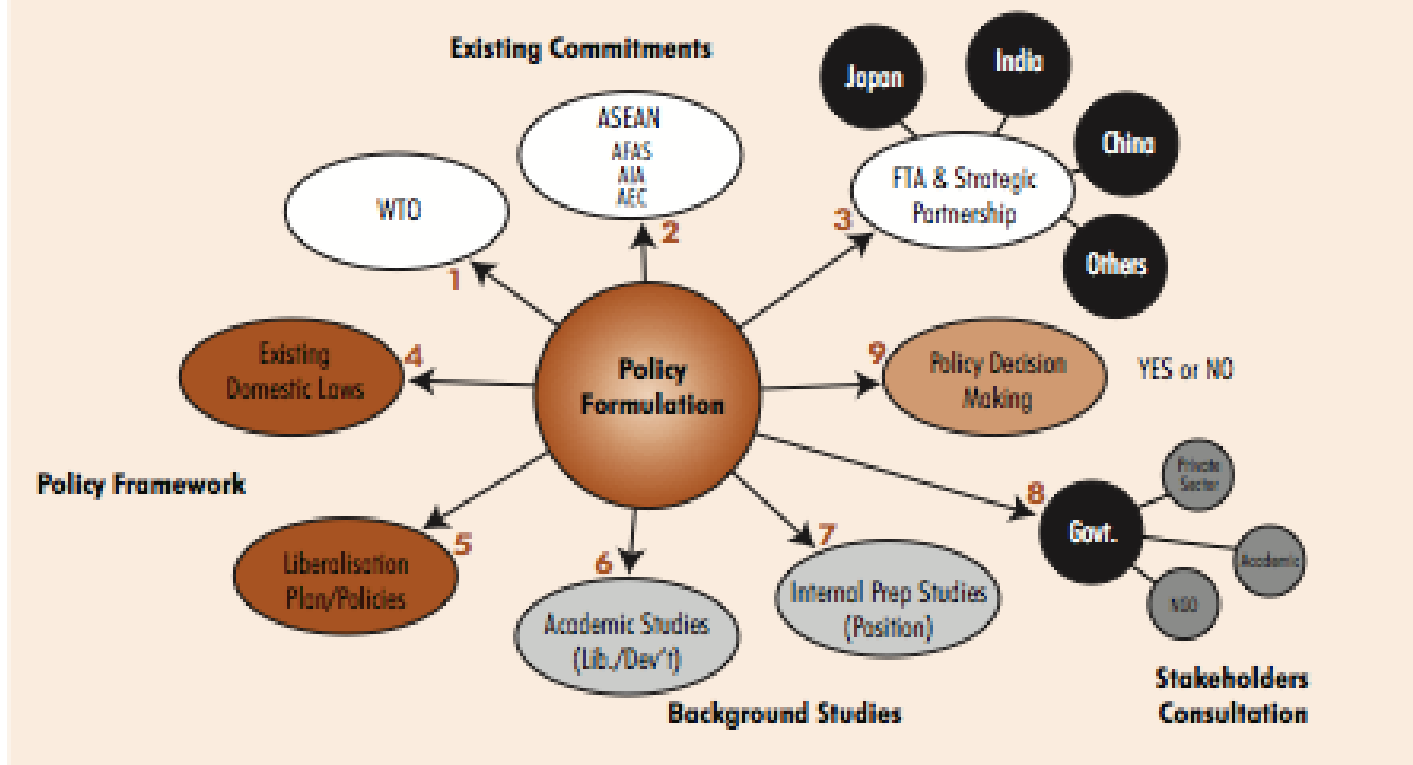 Existing Commitments
Japan
India
China
Others
ASEAN
AFAS
AIA
AEC
WTO
FTA & Strategic
Partnership
1
2
3
Existing
Domestic Laws
4
Policy
Formulation
9
Policy Decision
Making
YES or NO
Policy Framework
Liberalisation
Plan/Policies
5
6
Academic Studies
(Lib./Dev't)
7
Internal Prep Studies
(Position)
8
Govt.
Private
Sector
Academic
NGO
Background Studies
Stakeholders
Consultation